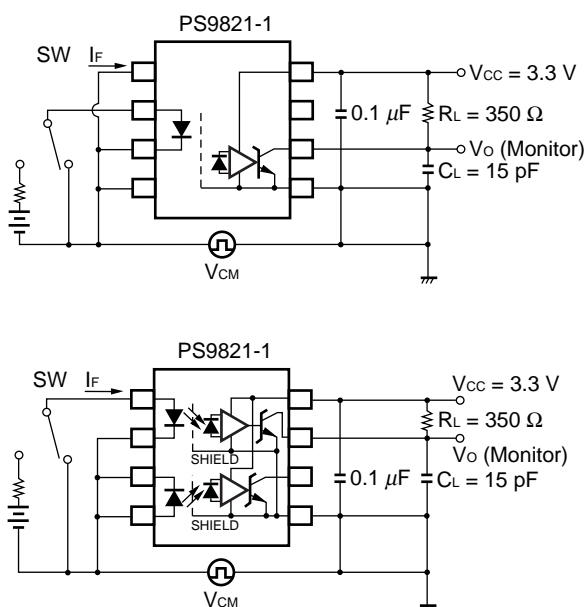 PS9821-1
SW IF
VCC = 3.3 V
0.1 μF RL = 350 Ω
VO (Monitor)
CL = 15 pF
VCM
PS9821-1
SW IF
VCC = 3.3 V
RL = 350 Ω
VO (Monitor)
SHIELD
0.1 μF CL = 15 pF
SHIELD
VCM